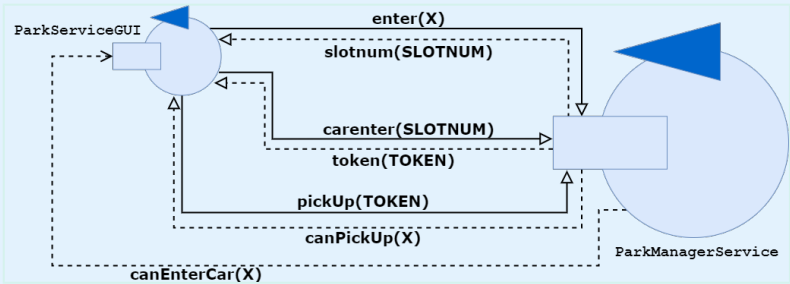 enter(X)
ParkServiceGUI
slotnum(SLOTNUM)
carenter(SLOTNUM)
token(TOKEN)
pickUp(TOKEN)
canPickUp(X)
ParkManagerService
canEnterCar(X)